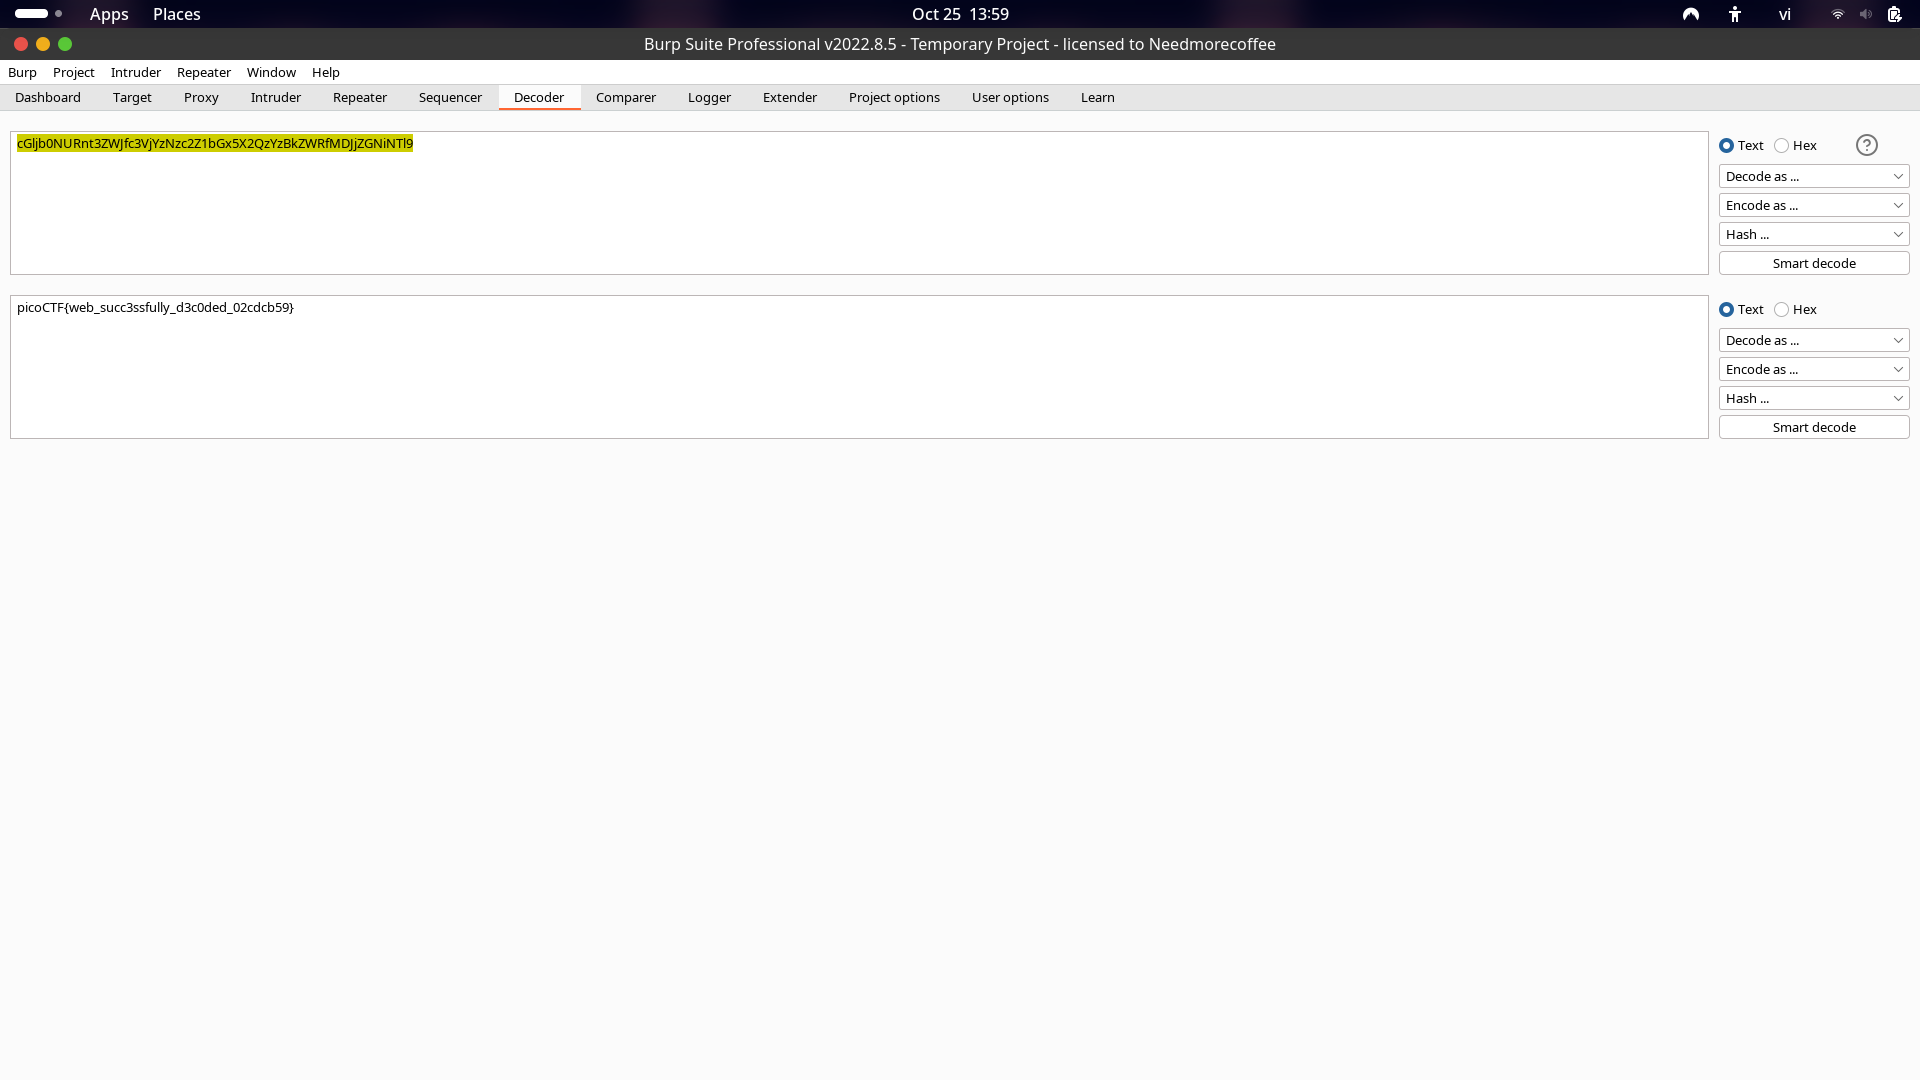 Apps Places Oct 25 13:59 vi
Burp Suite Professional v2022.8.5 - Temporary Project - licensed to Needmorecoffee
Burp Project Intruder Repeater Window Help
Dashboard Target Proxy Intruder Repeater Sequencer Decoder Comparer Logger Extender Project options User options Learn
cGljb0NURnt3ZWJfc3VjYzNzc2Z1bGx5X2QzYzBkZWRfMDJjZGNiNTl9
Text Hex ?
Decode as ...
Encode as ...
Hash ...
Smart decode
picoCTF{web_succ3ssfully_d3c0ded_02cdcb59}
Text Hex
Decode as ...
Encode as ...
Hash ...
Smart decode